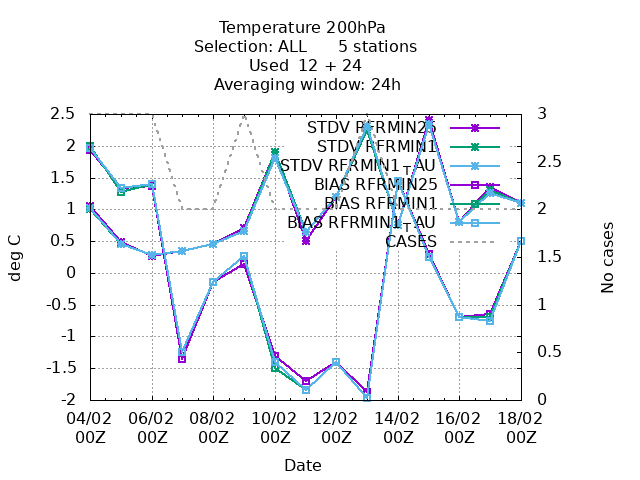 Temperature 200hPa
Selection: ALL 5 stations
Used 12 + 24
Averaging window: 24h
2.5
2
1.5
1
0.5
0
-0.5
-1
-1.5
-2
deg C
3
2.5
2
1.5
1
0.5
0
No cases
STDV RFRMIN25
STDV RFRMIN1
STDV RFRMIN1_AU
BIAS RFRMIN25
BIAS RFRMIN1
BIAS RFRMIN1_AU
CASES
04/02 06/02 08/02 10/02 12/02 14/02 16/02 18/02
00Z 00Z 00Z 00Z 00Z 00Z 00Z 00Z
Date